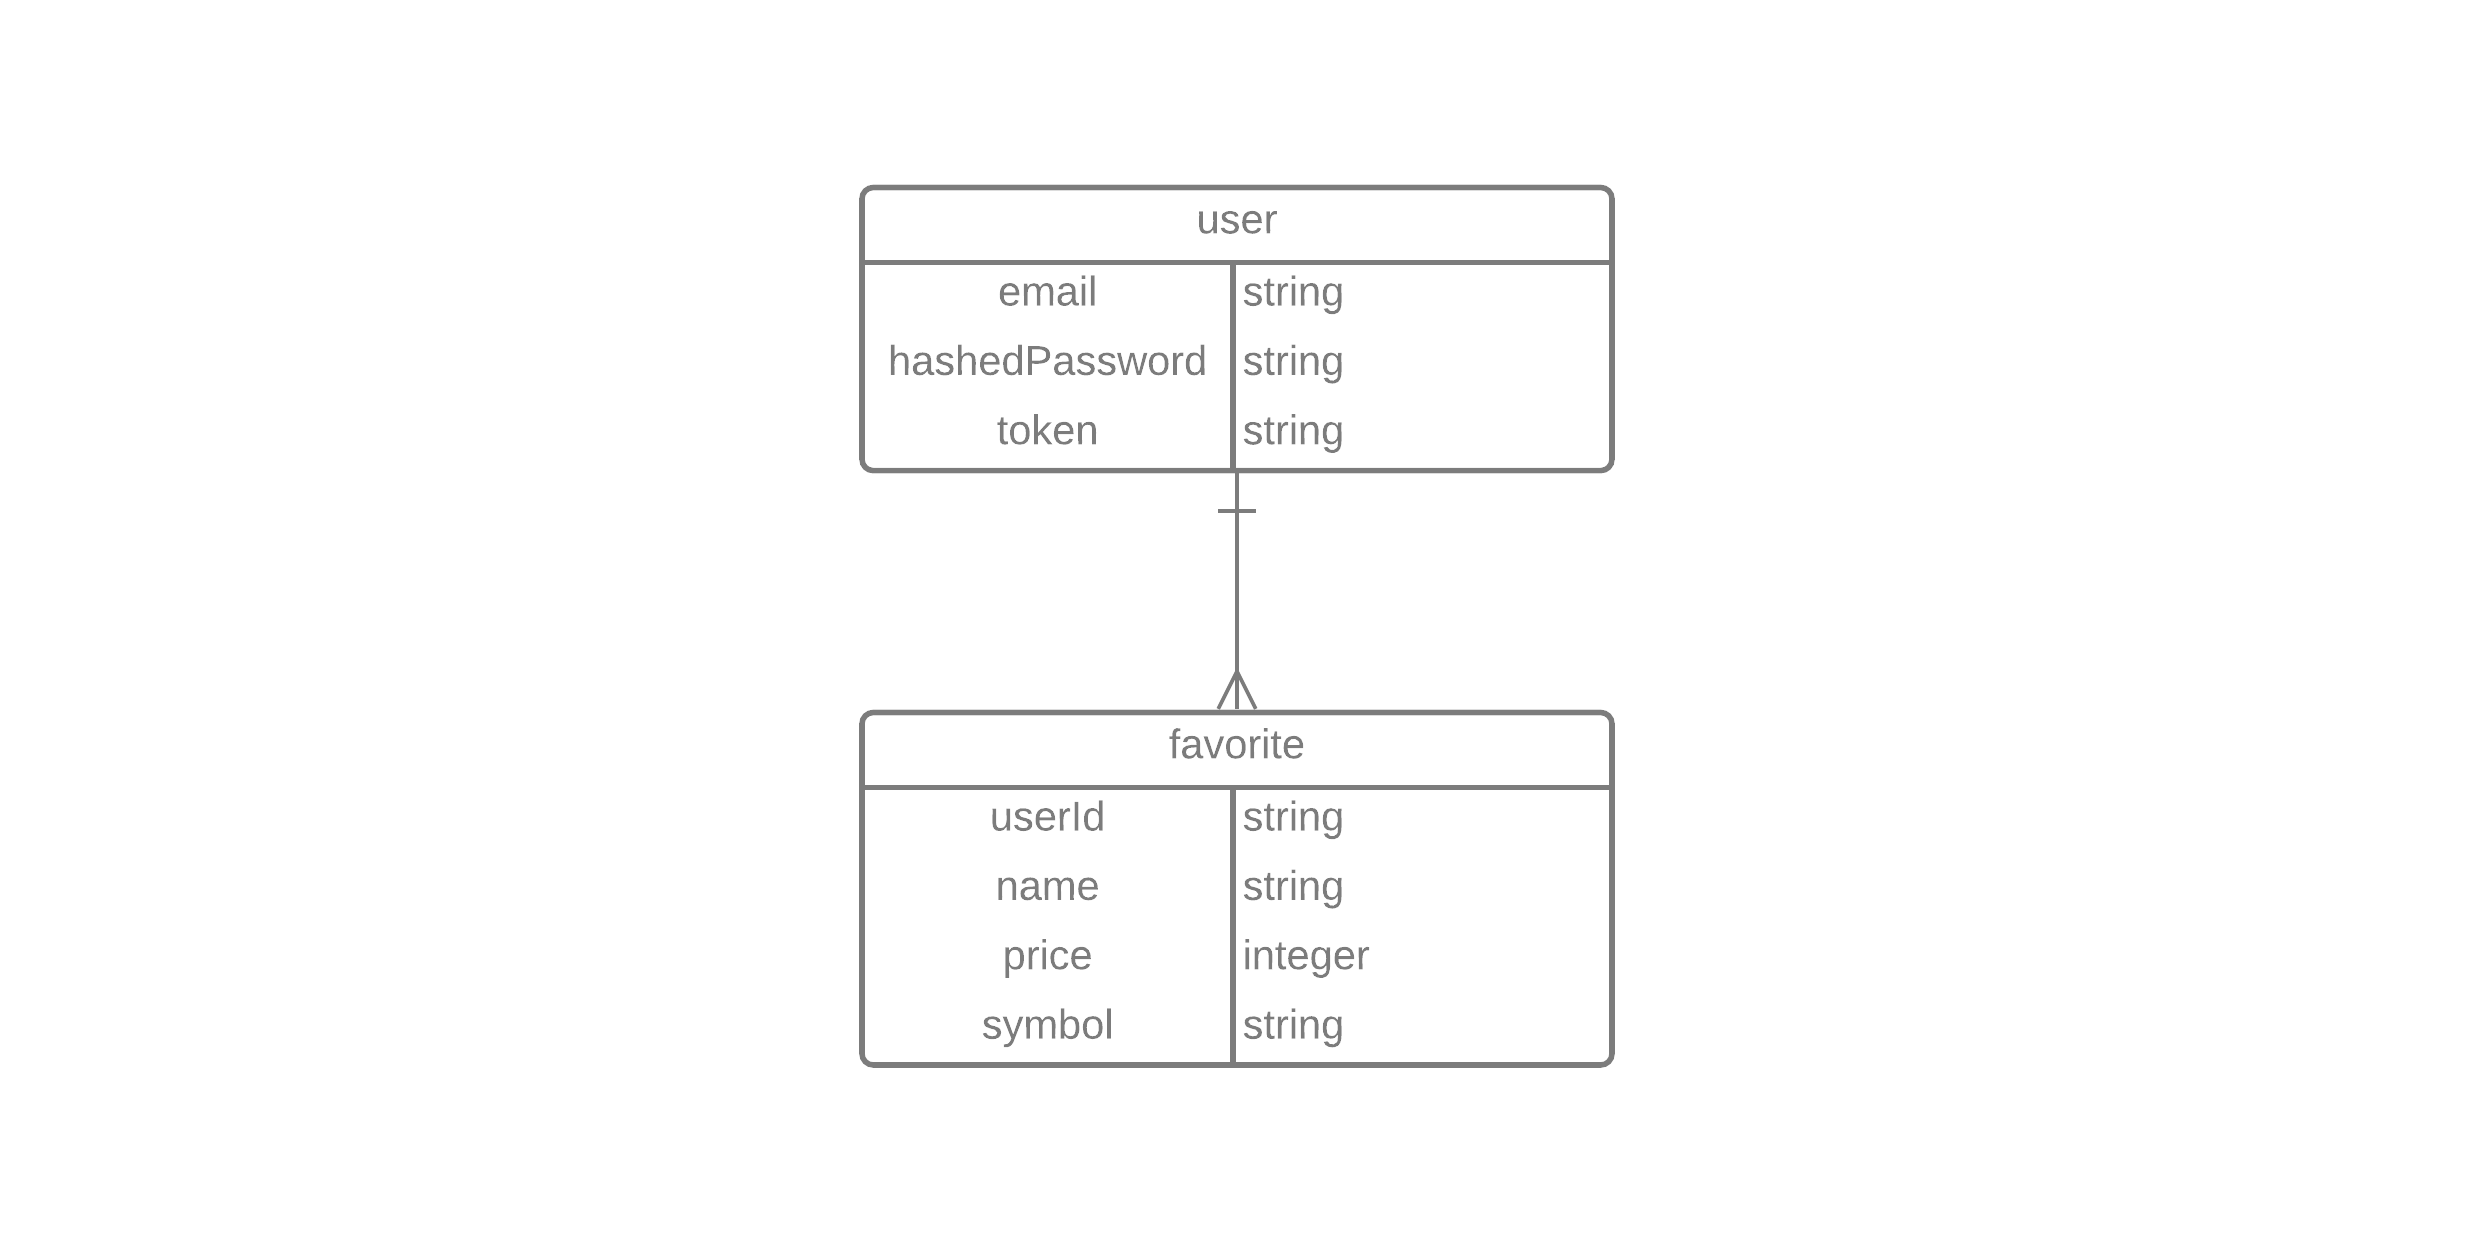 user
email string
hashedPassword string
token string
favorite
userId string
name string
price integer
symbol string